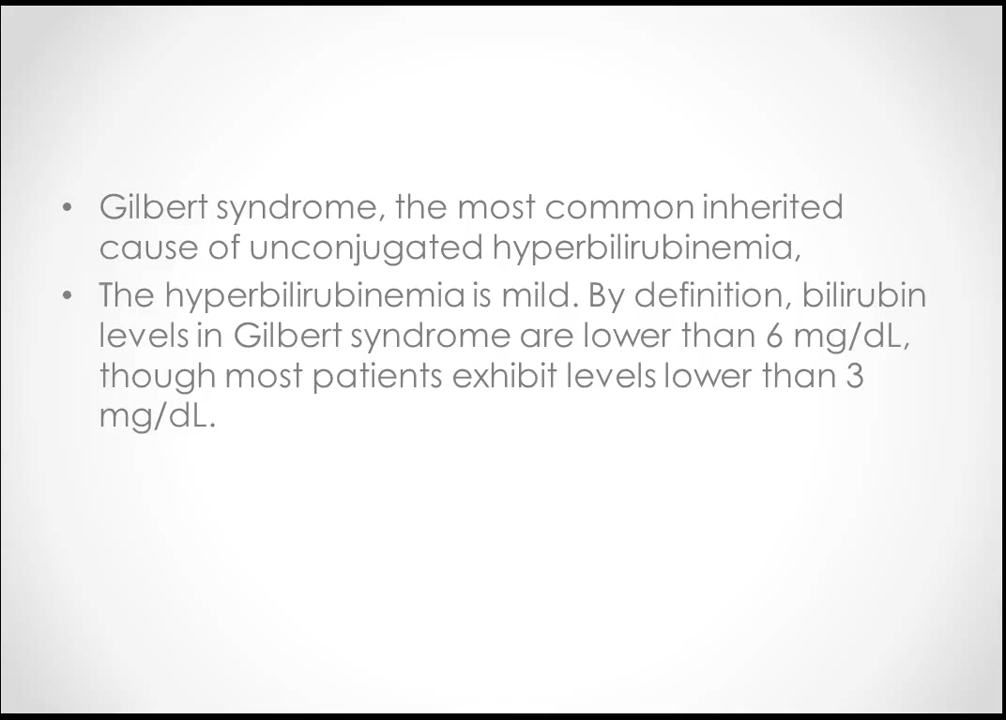 • Gilbert syndrome, the most common inherited
cause of unconjugated hyperbilirubinemia,
• The hyperbilirubinemia is mild. By definition, bilirubin
levels in Gilbert syndrome are lower than 6 mg/dL,
though most patients exhibit levels lower than 3
mg/dL.